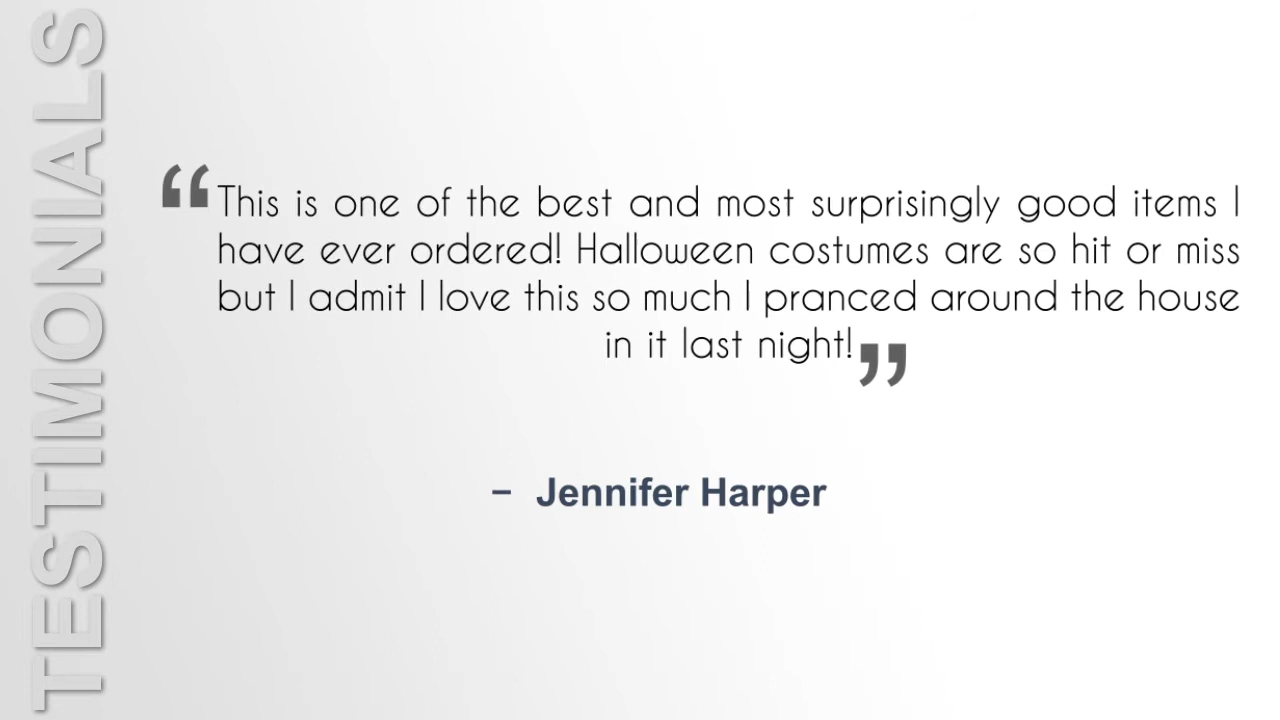 TESTIMONIALS
“This is one of the best and most surprisingly good items I
have ever ordered! Halloween costumes are so hit or miss
but I admit I love this so much I pranced around the house
in it last night!”
– Jennifer Harper